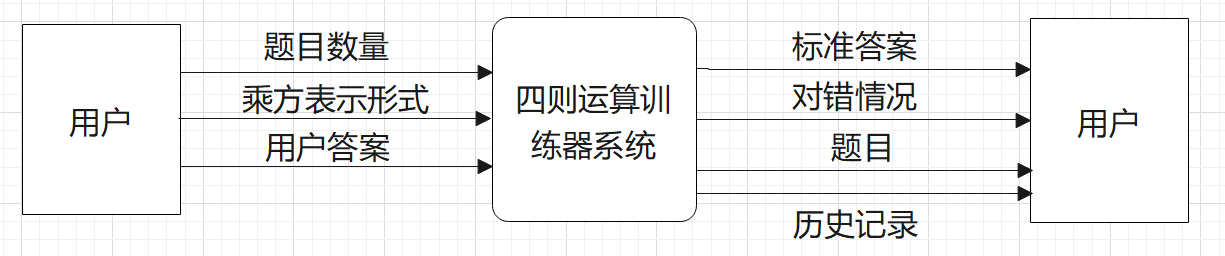 用户
题目数量
乘方表示形式
用户答案
四则运算训
练器系统
标准答案
对错情况
题目
历史记录
用户